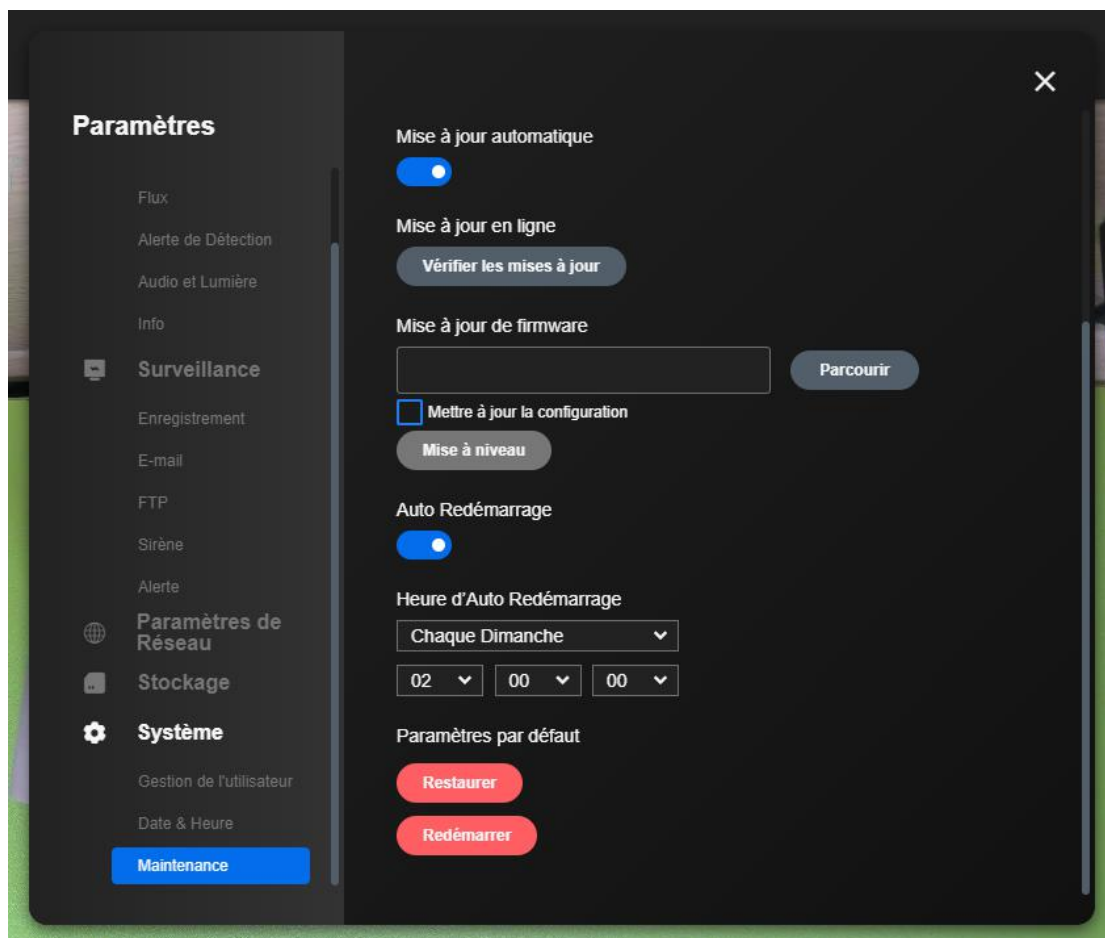 Paramètres
Flux
Alerte de Détection
Audio et Lumière
Info
Surveillance
Enregistrement
E-mail
FTP
Sirène
Alerte
Paramètres de
Réseau
Stockage
Système
Gestion de l'utilisateur
Date & Heure
Maintenance
Mise à jour automatique
Mise à jour en ligne
Vérifier les mises à jour
Mise à jour de firmware
Parcourir
Mettre à jour la configuration
Mise à niveau
Auto Redémarrage
Heure d'Auto Redémarrage
Chaque Dimanche
02 00 00
Paramètres par défaut
Restaurer
Redémarrer